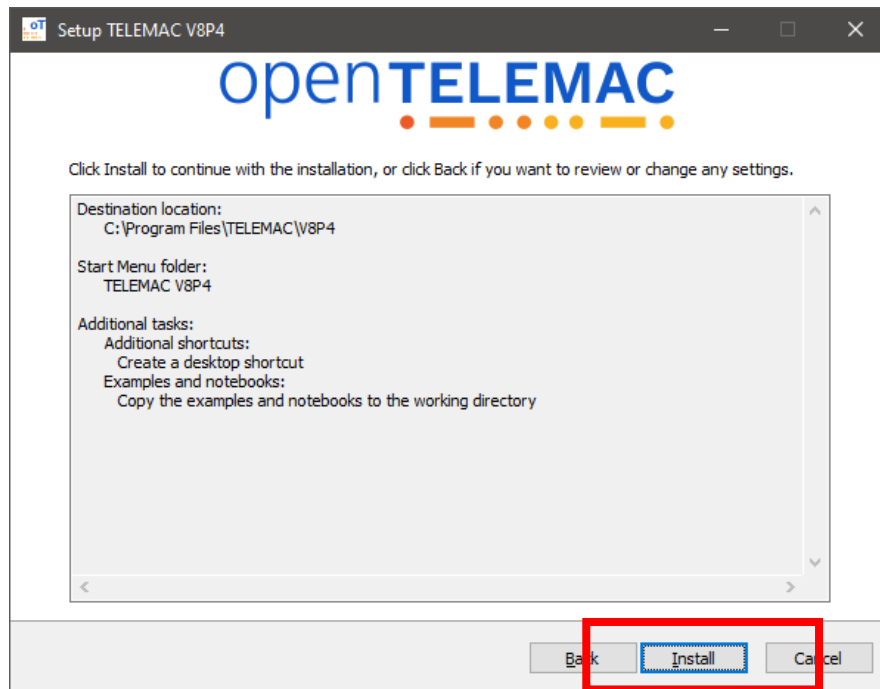 oT
Setup TELEMAC V8P4
openTELEMAC
Click Install to continue with the installation, or click Back if you want to review or change any settings.
Destination location:
C:\Program Files\TELEMAC\V8P4
Start Menu folder:
TELEMAC V8P4
Additional tasks:
Additional shortcuts:
Create a desktop shortcut
Examples and notebooks:
Copy the examples and notebooks to the working directory
Back Install Cancel